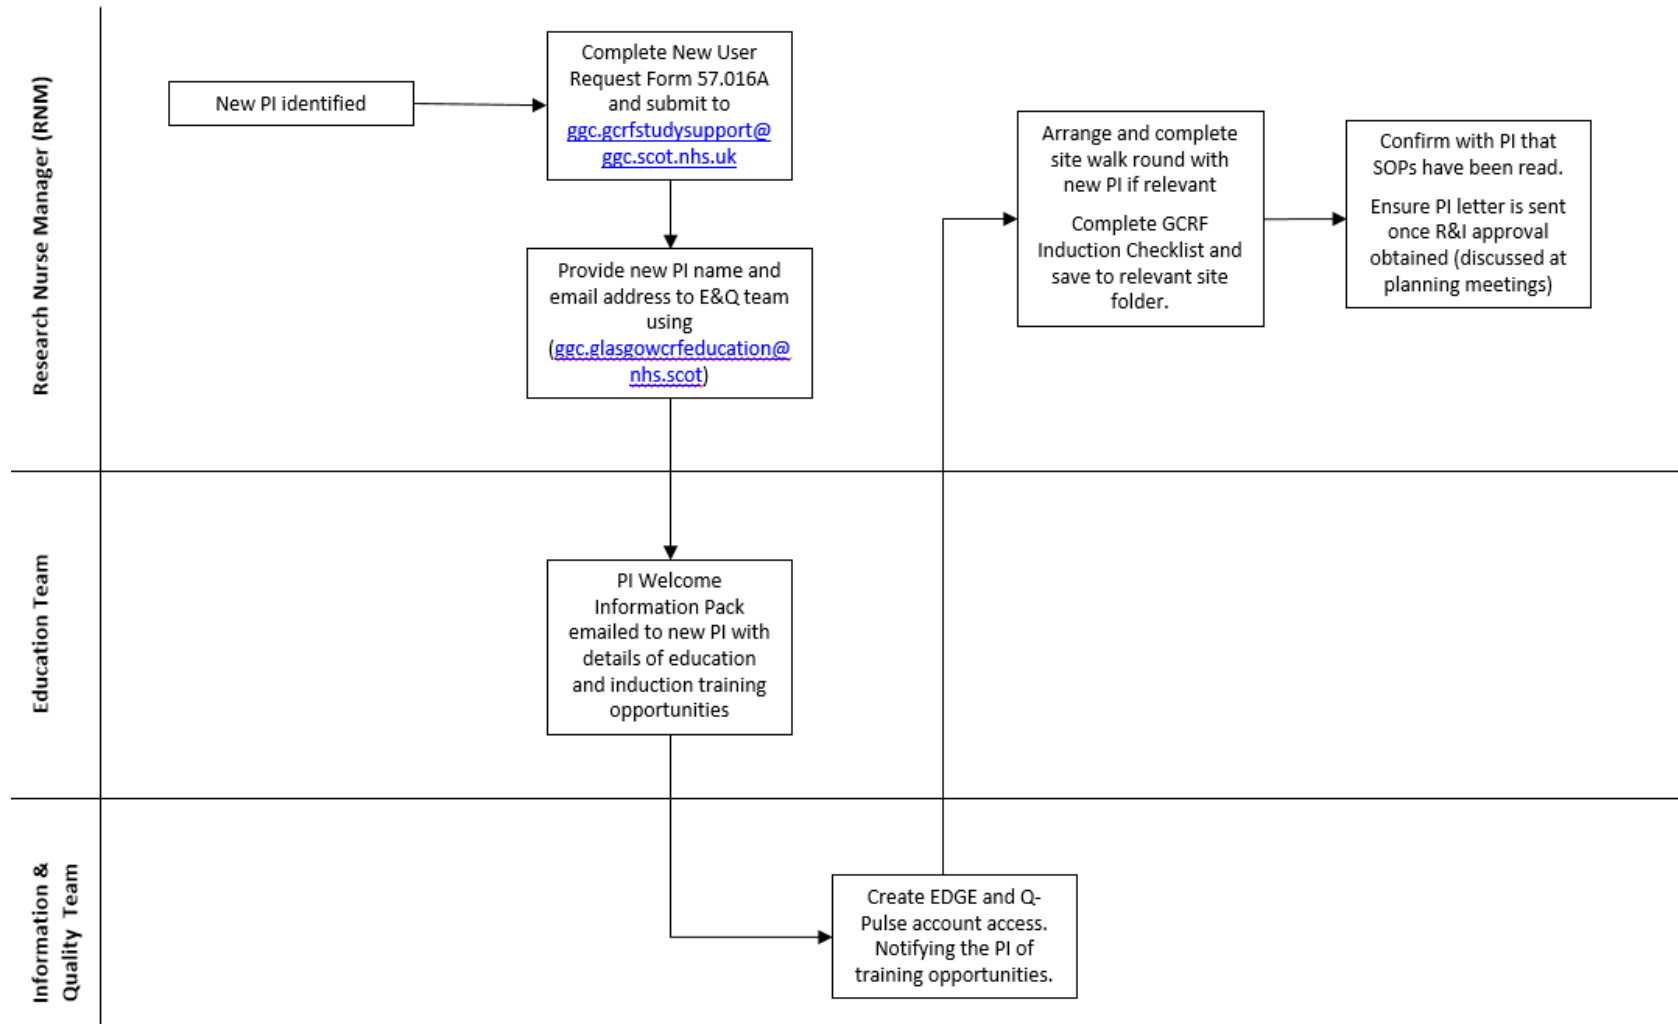 Research Nurse Manager (RNM)
New PI identified
Complete New User
Request Form 57.016A
and submit to
ggc.gcrfstudysupport@
ggc.scot.nhs.uk
Provide new PI name and
email address to E&Q team
using
(ggc.glasgowcrfeducation@
nhs.scot)
Arrange and complete
site walk round with
new PI if relevant
Complete GCRF
Induction Checklist and
save to relevant site
folder.
Confirm with PI that
SOPs have been read.
Ensure PI letter is sent
once R&I approval
obtained (discussed at
planning meetings)
Education Team
PI Welcome
Information Pack
emailed to new PI with
details of education
and induction training
opportunities
Information &
Quality Team
Create EDGE and Q-
Pulse account access.
Notifying the PI of
training opportunities.